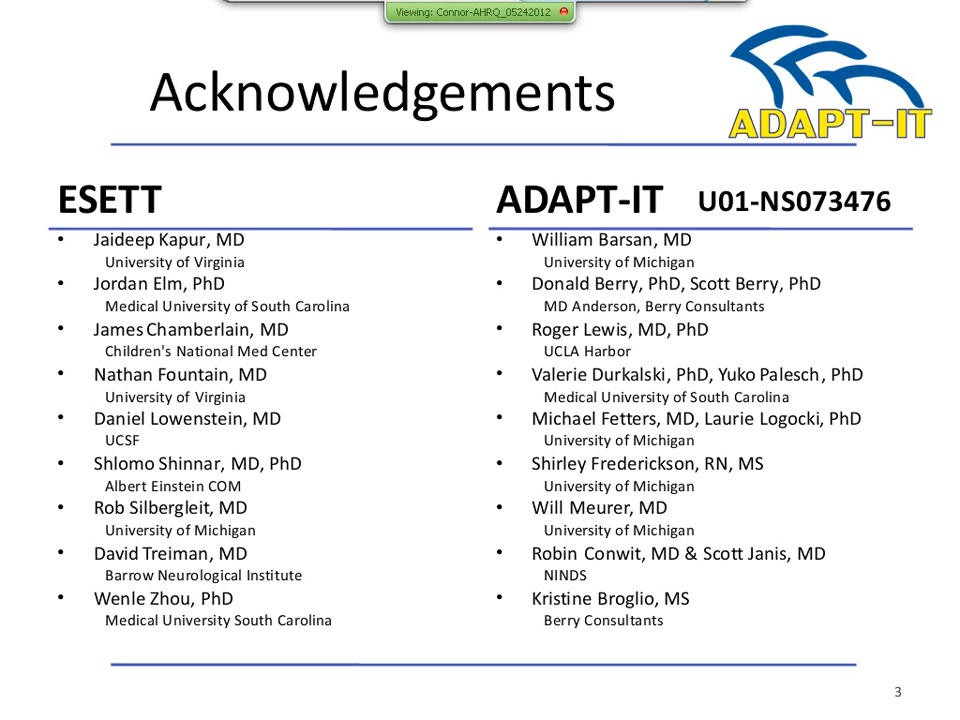 Viewing: Connor-AHRQ_05242012
Acknowledgements
ADAPT-IT
ESETT
• Jaideep Kapur, MD
University of Virginia
• Jordan Elm, PhD
Medical University of South Carolina
• James Chamberlain, MD
Children's National Med Center
• Nathan Fountain, MD
University of Virginia
• Daniel Lowenstein, MD
UCSF
• Shlomo Shinnar, MD, PhD
Albert Einstein COM
• Rob Silbergleit, MD
University of Michigan
• David Treiman, MD
Barrow Neurological Institute
• Wenle Zhou, PhD
Medical University South Carolina
ADAPT-IT U01-NS073476
• William Barsan, MD
University of Michigan
• Donald Berry, PhD, Scott Berry, PhD
MD Anderson, Berry Consultants
• Roger Lewis, MD, PhD
UCLA Harbor
• Valerie Durkalski, PhD, Yuko Palesch, PhD
Medical University of South Carolina
• Michael Fetters, MD, Laurie Logocki, PhD
University of Michigan
• Shirley Frederickson, RN, MS
University of Michigan
• Will Meurer, MD
University of Michigan
• Robin Conwit, MD & Scott Janis, MD
NINDS
• Kristine Broglio, MS
Berry Consultants
3